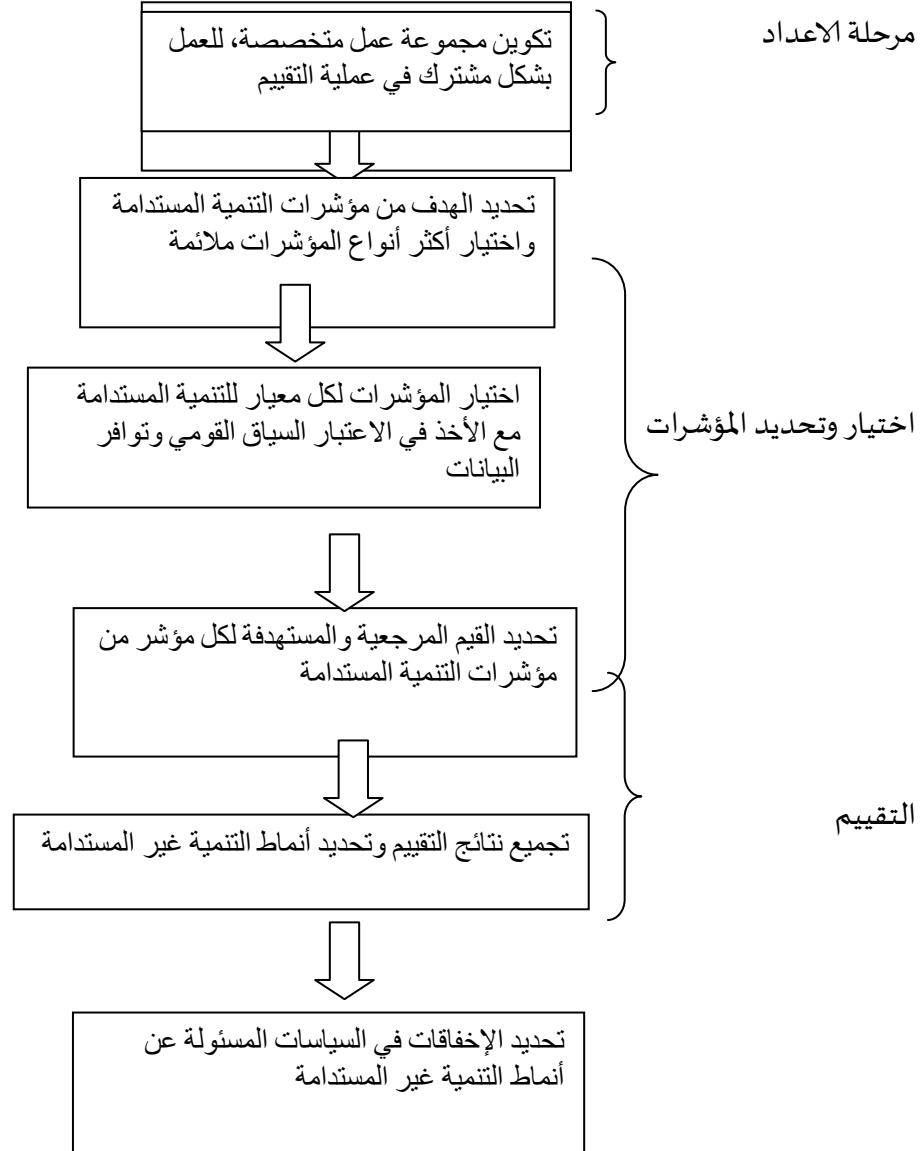 مرحلة الاعداد
تكوين مجموعة عمل متخصصة، للعمل
بشكل مشترك في عملية التقييم
تحديد الهدف من مؤشرات التنمية المستدامة
واختيار أكثر أنواع المؤشرات ملائمة
اختيار وتحديد المؤشرات
اختيار المؤشرات لكل معيار للتنمية المستدامة
مع الأخذ في الاعتبار السياق القومي وتوافر
البيانات
تحديد القيم المرجعية والمستهدفة لكل مؤشر من
مؤشرات التنمية المستدامة
التقييم
تجميع نتائج التقييم وتحديد أنماط التنمية غير المستدامة
تحديد الإخفاقات في السياسات المسئولة عن
أنماط التنمية غير المستدامة